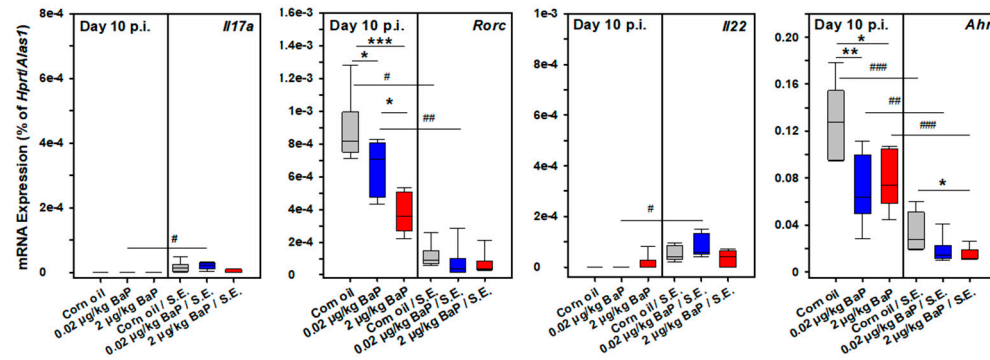 mRNA Expression (% of Hprt/Alas1)
Day 10 p.i. Il17a
8e-4
6e-4
4e-4
2e-4
0
#
Corn oil
0.02 µg/kg BaP
2 µg/kg BaP
Corn oil / S.E.
0.02 µg/kg BaP / S.E.
2 µg/kg BaP / S.E.
Day 10 p.i. Rorc
1.6e-3
1.4e-3
1.2e-3
1e-3
8e-4
6e-4
4e-4
2e-4
0
***
*
#
*
##
Corn oil
0.02 µg/kg BaP
2 µg/kg BaP
Corn oil / S.E.
0.02 µg/kg BaP / S.E.
2 µg/kg BaP / S.E.
Day 10 p.i. Il22
1e-3
8e-4
6e-4
4e-4
2e-4
0
#
Corn oil
0.02 µg/kg BaP
2 µg/kg BaP
Corn oil / S.E.
0.02 µg/kg BaP / S.E.
2 µg/kg BaP / S.E.
Day 10 p.i. Ahr
0.20
0.16
0.12
0.08
0.04
0
*
**
###
##
###
*
Corn oil
0.02 µg/kg BaP
2 µg/kg BaP
Corn oil / S.E.
0.02 µg/kg BaP / S.E.
2 µg/kg BaP / S.E.